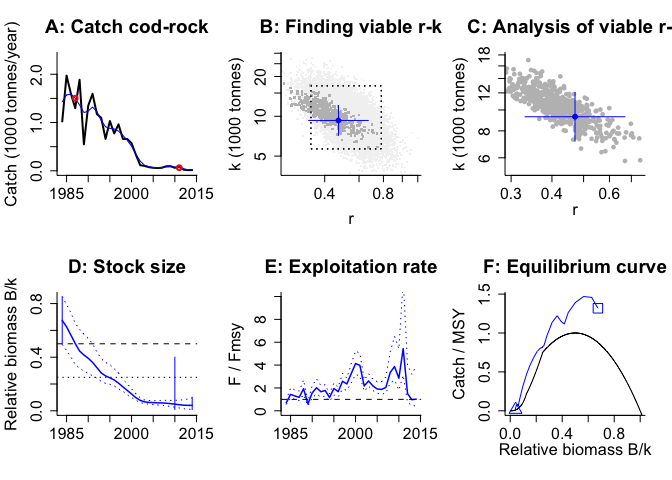 A: Catch cod-rock
Catch (1000 tonnes/year)
0.0 1.0 2.0
1985 2000 2015
B: Finding viable r-k
k (1000 tonnes)
5 10 20
0.4 0.8
r
C: Analysis of viable r-
k (1000 tonnes)
6 8 12 18
0.3 0.4 0.6
r
D: Stock size
Relative biomass B/k
0.0 0.4 0.8
1985 2000 2015
E: Exploitation rate
F / Fmsy
0 2 4 6 8
1985 2000 2015
F: Equilibrium curve
Catch / MSY
0.0 0.5 1.0 1.5
0.0 0.4 0.8
Relative biomass B/k